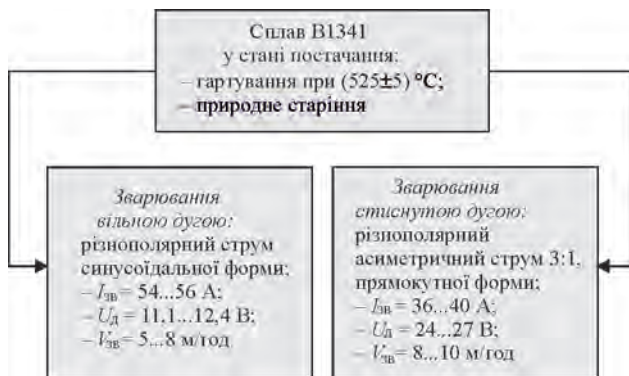 Сплав В1341
у стані постачання:
– гартування при (525±5) °C;
– природне старіння
Зварювання
вільною дугою:
різнополярний струм
синусоїдальної форми;
– Iзв = 54...56 А;
– Uд = 11,1...12,4 В;
– Vзв = 5...8 м/год
Зварювання
стиснутою дугою:
різнополярний
асиметричний струм 3:1,
прямокутної форми;
– Iзв = 36...40 А;
– Uд = 24...27 В;
– Vзв = 8...10 м/год